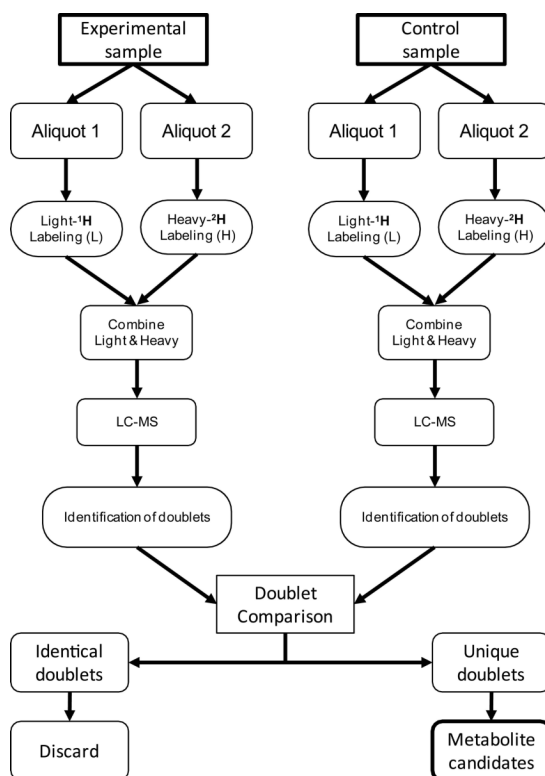 Experimental
sample
Control
sample
Aliquot 1
Aliquot 2
Aliquot 1
Aliquot 2
Light-¹H
Labeling (L)
Heavy-²H
Labeling (H)
Light-¹H
Labeling (L)
Heavy-²H
Labeling (H)
Combine
Light & Heavy
Combine
Light & Heavy
LC-MS
LC-MS
Identification of doublets
Identification of doublets
Doublet
Comparison
Identical
doublets
Unique
doublets
Discard
Metabolite
candidates